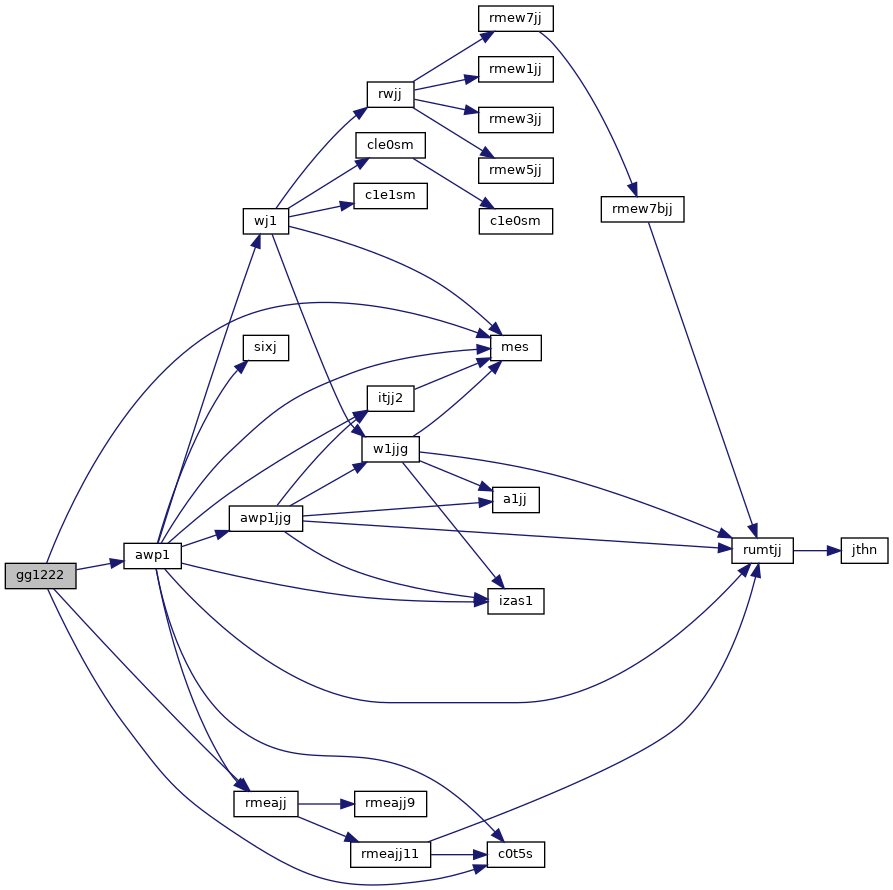 rmew7jj
rmew1jj
rwjj
rmew3jj
cle0sm
rmew5jj
c1e1sm
rmew7bjj
wj1
c1e0sm
sixj
mes
itjj2
w1jjg
a1jj
awp1jjg
rumtjj
jthn
awp1
gg1222
izas1
rmeajj
rmeajj9
rmeajj11
c0t5s